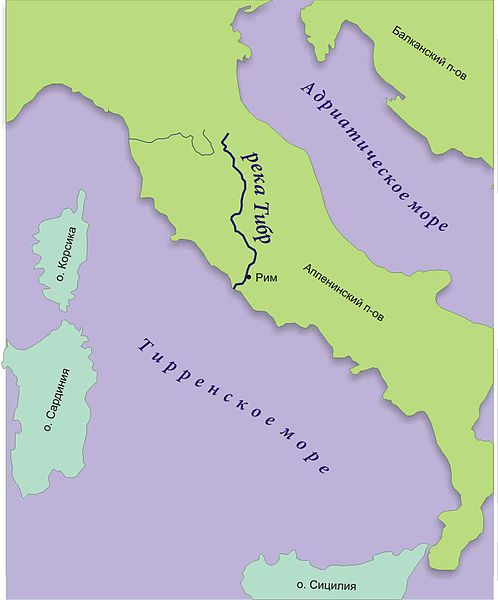 Балканский п-ов
Адриатическое море
река Тибр
о. Корсика
Рим
Аппенинский п-ов
Тирренское море
о. Сардиния
о. Сицилия